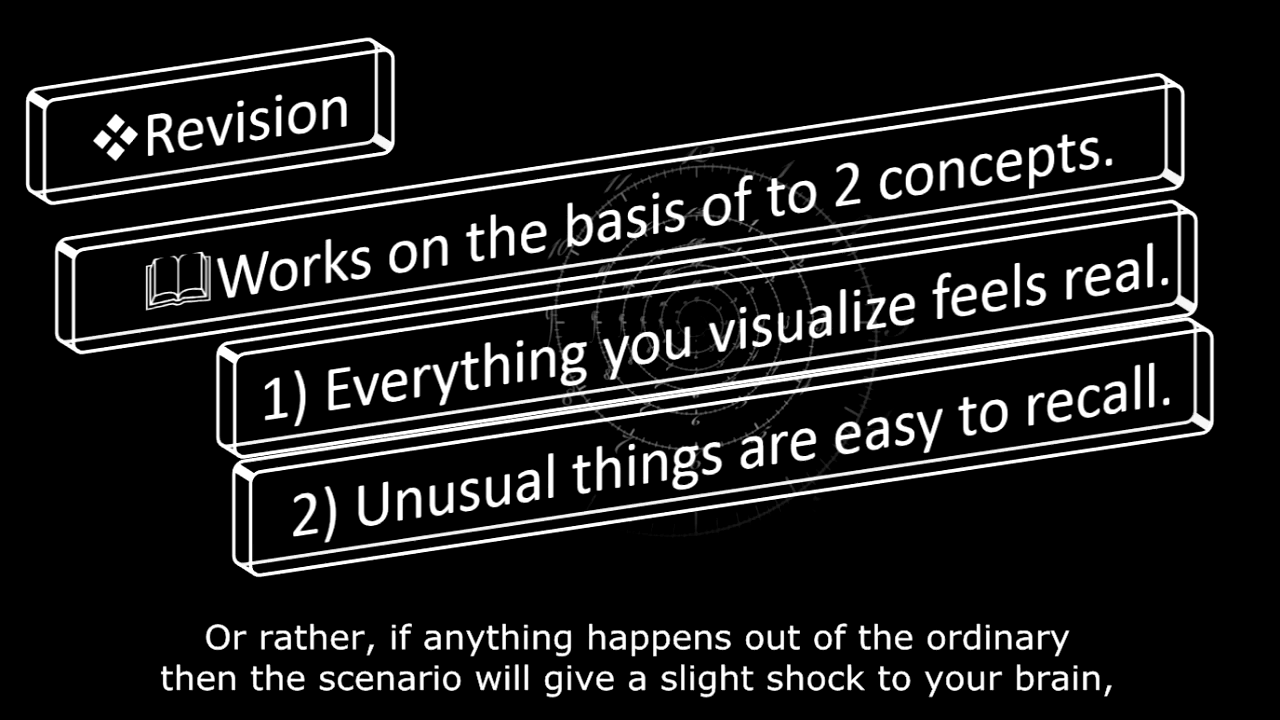 ❖Revision
Works on the basis of to 2 concepts.
1) Everything you visualize feels real.
2) Unusual things are easy to recall.
Or rather, if anything happens out of the ordinary
then the scenario will give a slight shock to your brain,